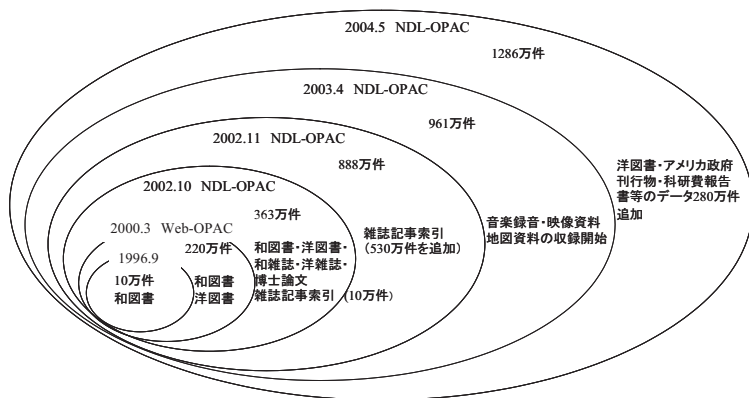 2004.5 NDL-OPAC
1286万件
2003.4 NDL-OPAC
961万件
2002.11 NDL-OPAC
888万件
2002.10 NDL-OPAC
363万件
2000.3 Web-OPAC
220万件
1996.9
10万件
和図書
和図書
洋図書
和図書・洋図書・
和雑誌・洋雑誌・
博士論文
雑誌記事索引 (10万件)
雑誌記事索引
(530万件を追加)
音楽録音・映像資料
地図資料の収録開始
洋図書・アメリカ政府
刊行物・科研費報告
書等のデータ280万件
追加